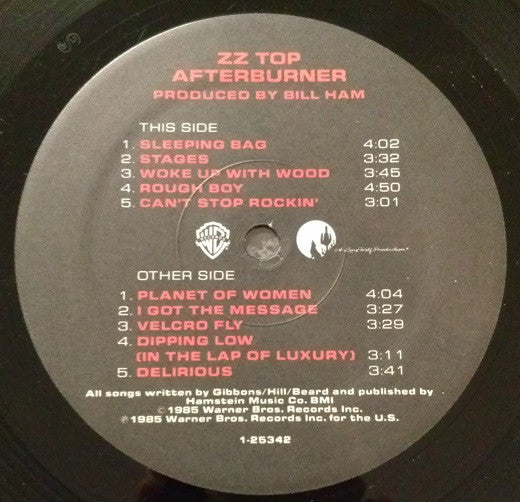 ZZ TOP
AFTERBURNER
PRODUCED BY BILL HAM
THIS SIDE
1. SLEEPING BAG 4:02
2. STAGES 3:32
3. WOKE UP WITH WOOD 3:45
4. ROUGH BOY 4:50
5. CAN'T STOP ROCKIN' 3:01
OTHER SIDE
1. PLANET OF WOMEN 4:04
2. I GOT THE MESSAGE 3:27
3. VELCRO FLY 3:29
4. DIPPING LOW
(IN THE LAP OF LUXURY) 3:11
5. DELIRIOUS 3:41
All songs written by Gibbons/Hill/Beard and published by
Hamstein Music Co. BMI
©1985 Warner Bros. Records Inc.
℗1985 Warner Bros. Records Inc. for the U.S.
1-25342